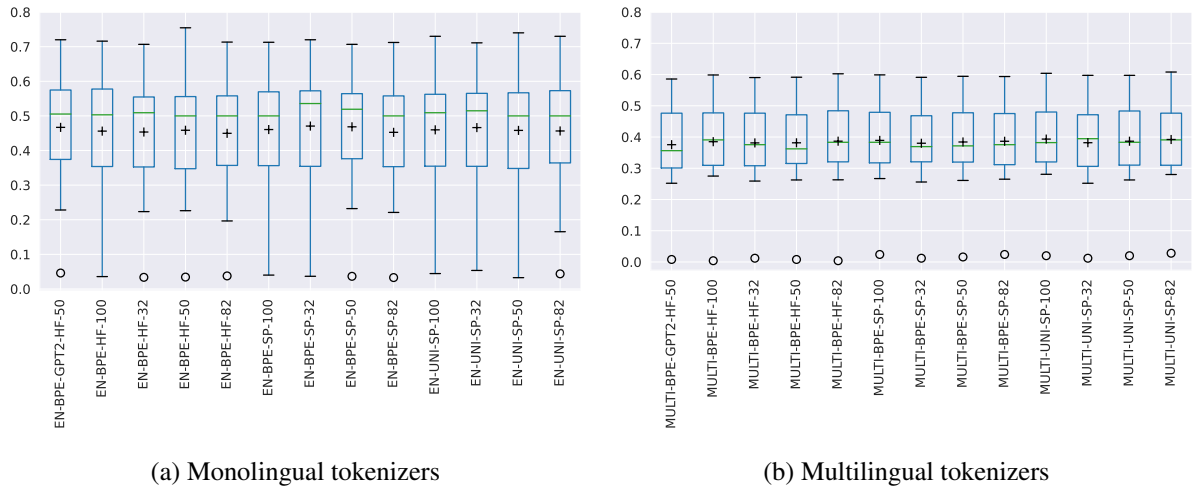 0.8
0.7
0.6
0.5
0.4
0.3
0.2
0.1
0.0
EN-BPE-GPT2-HF-50
EN-BPE-HF-100
EN-BPE-HF-32
EN-BPE-HF-50
EN-BPE-HF-82
EN-BPE-SP-100
EN-BPE-SP-32
EN-BPE-SP-50
EN-BPE-SP-82
EN-UNI-SP-100
EN-UNI-SP-32
EN-UNI-SP-50
EN-UNI-SP-82
(a) Monolingual tokenizers
0.8
0.7
0.6
0.5
0.4
0.3
0.2
0.1
0.0
MULTI-BPE-GPT2-HF-50
MULTI-BPE-HF-100
MULTI-BPE-HF-32
MULTI-BPE-HF-50
MULTI-BPE-HF-82
MULTI-BPE-SP-100
MULTI-BPE-SP-32
MULTI-BPE-SP-50
MULTI-BPE-SP-82
MULTI-UNI-SP-100
MULTI-UNI-SP-32
MULTI-UNI-SP-50
MULTI-UNI-SP-82
(b) Multilingual tokenizers